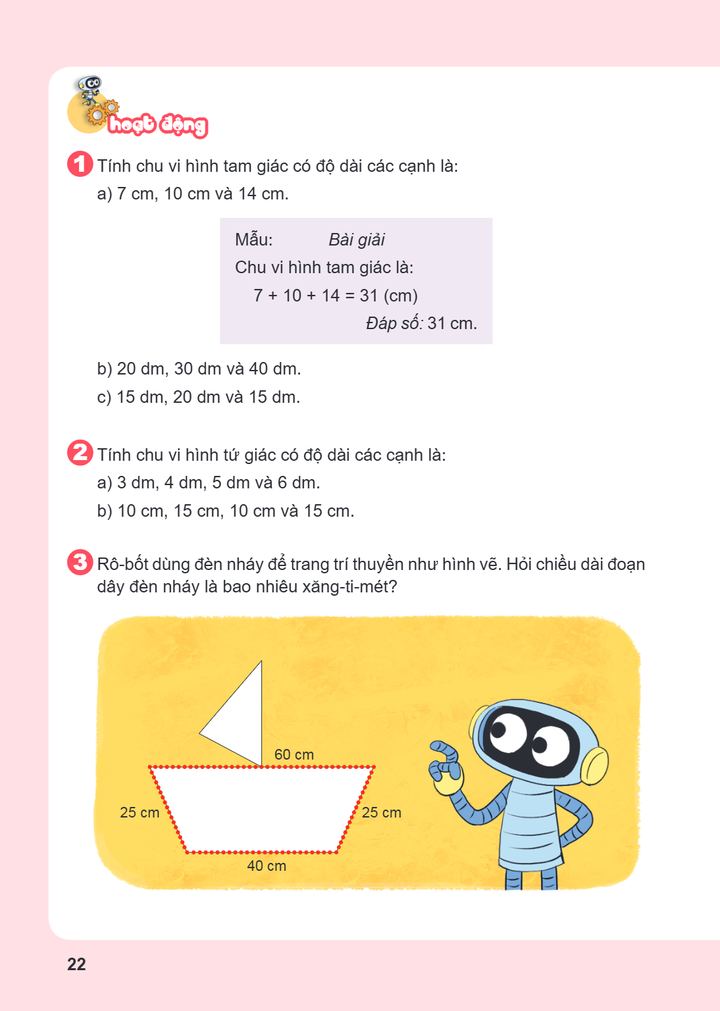 hoạt động
1 Tính chu vi hình tam giác có độ dài các cạnh là:
a) 7 cm, 10 cm và 14 cm.
Mẫu: Bài giải
Chu vi hình tam giác là:
7 + 10 + 14 = 31 (cm)
Đáp số: 31 cm.
b) 20 dm, 30 dm và 40 dm.
c) 15 dm, 20 dm và 15 dm.
2 Tính chu vi hình tứ giác có độ dài các cạnh là:
a) 3 dm, 4 dm, 5 dm và 6 dm.
b) 10 cm, 15 cm, 10 cm và 15 cm.
3 Rô-bốt dùng đèn nháy để trang trí thuyền như hình vẽ. Hỏi chiều dài đoạn
dây đèn nháy là bao nhiêu xăng-ti-mét?
60 cm
25 cm
25 cm
40 cm
22